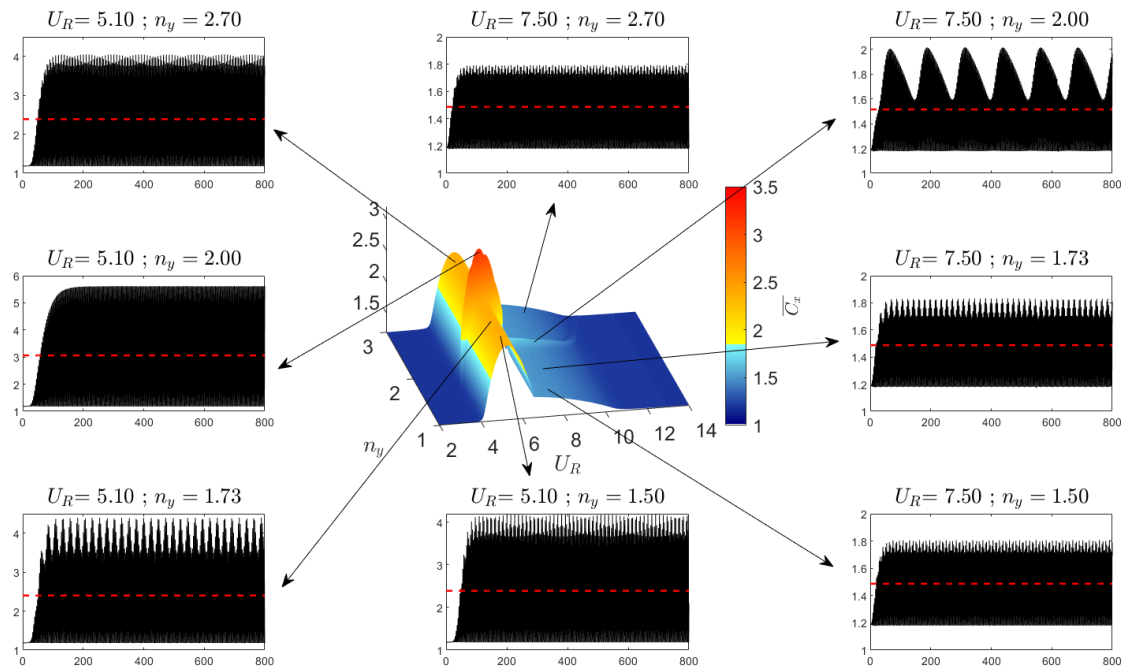 U_R = 5.10 ; n_y = 2.70
4
3
2
1
0 200 400 600 800
U_R = 7.50 ; n_y = 2.70
2
1.8
1.6
1.4
1.2
1
0 200 400 600 800
U_R = 7.50 ; n_y = 2.00
2
1.8
1.6
1.4
1.2
1
0 200 400 600 800
U_R = 5.10 ; n_y = 2.00
6
5
4
3
2
1
0 200 400 600 800
3
2.5
2
1.5
3
2
1
2 4 6 8 10 12 14
n_y
U_R
3.5
3
2.5
2
1.5
1
\overline{C}_x
U_R = 7.50 ; n_y = 1.73
2
1.8
1.6
1.4
1.2
1
0 200 400 600 800
U_R = 5.10 ; n_y = 1.73
4
3
2
1
0 200 400 600 800
U_R = 5.10 ; n_y = 1.50
4
3
2
1
0 200 400 600 800
U_R = 7.50 ; n_y = 1.50
2
1.8
1.6
1.4
1.2
1
0 200 400 600 800